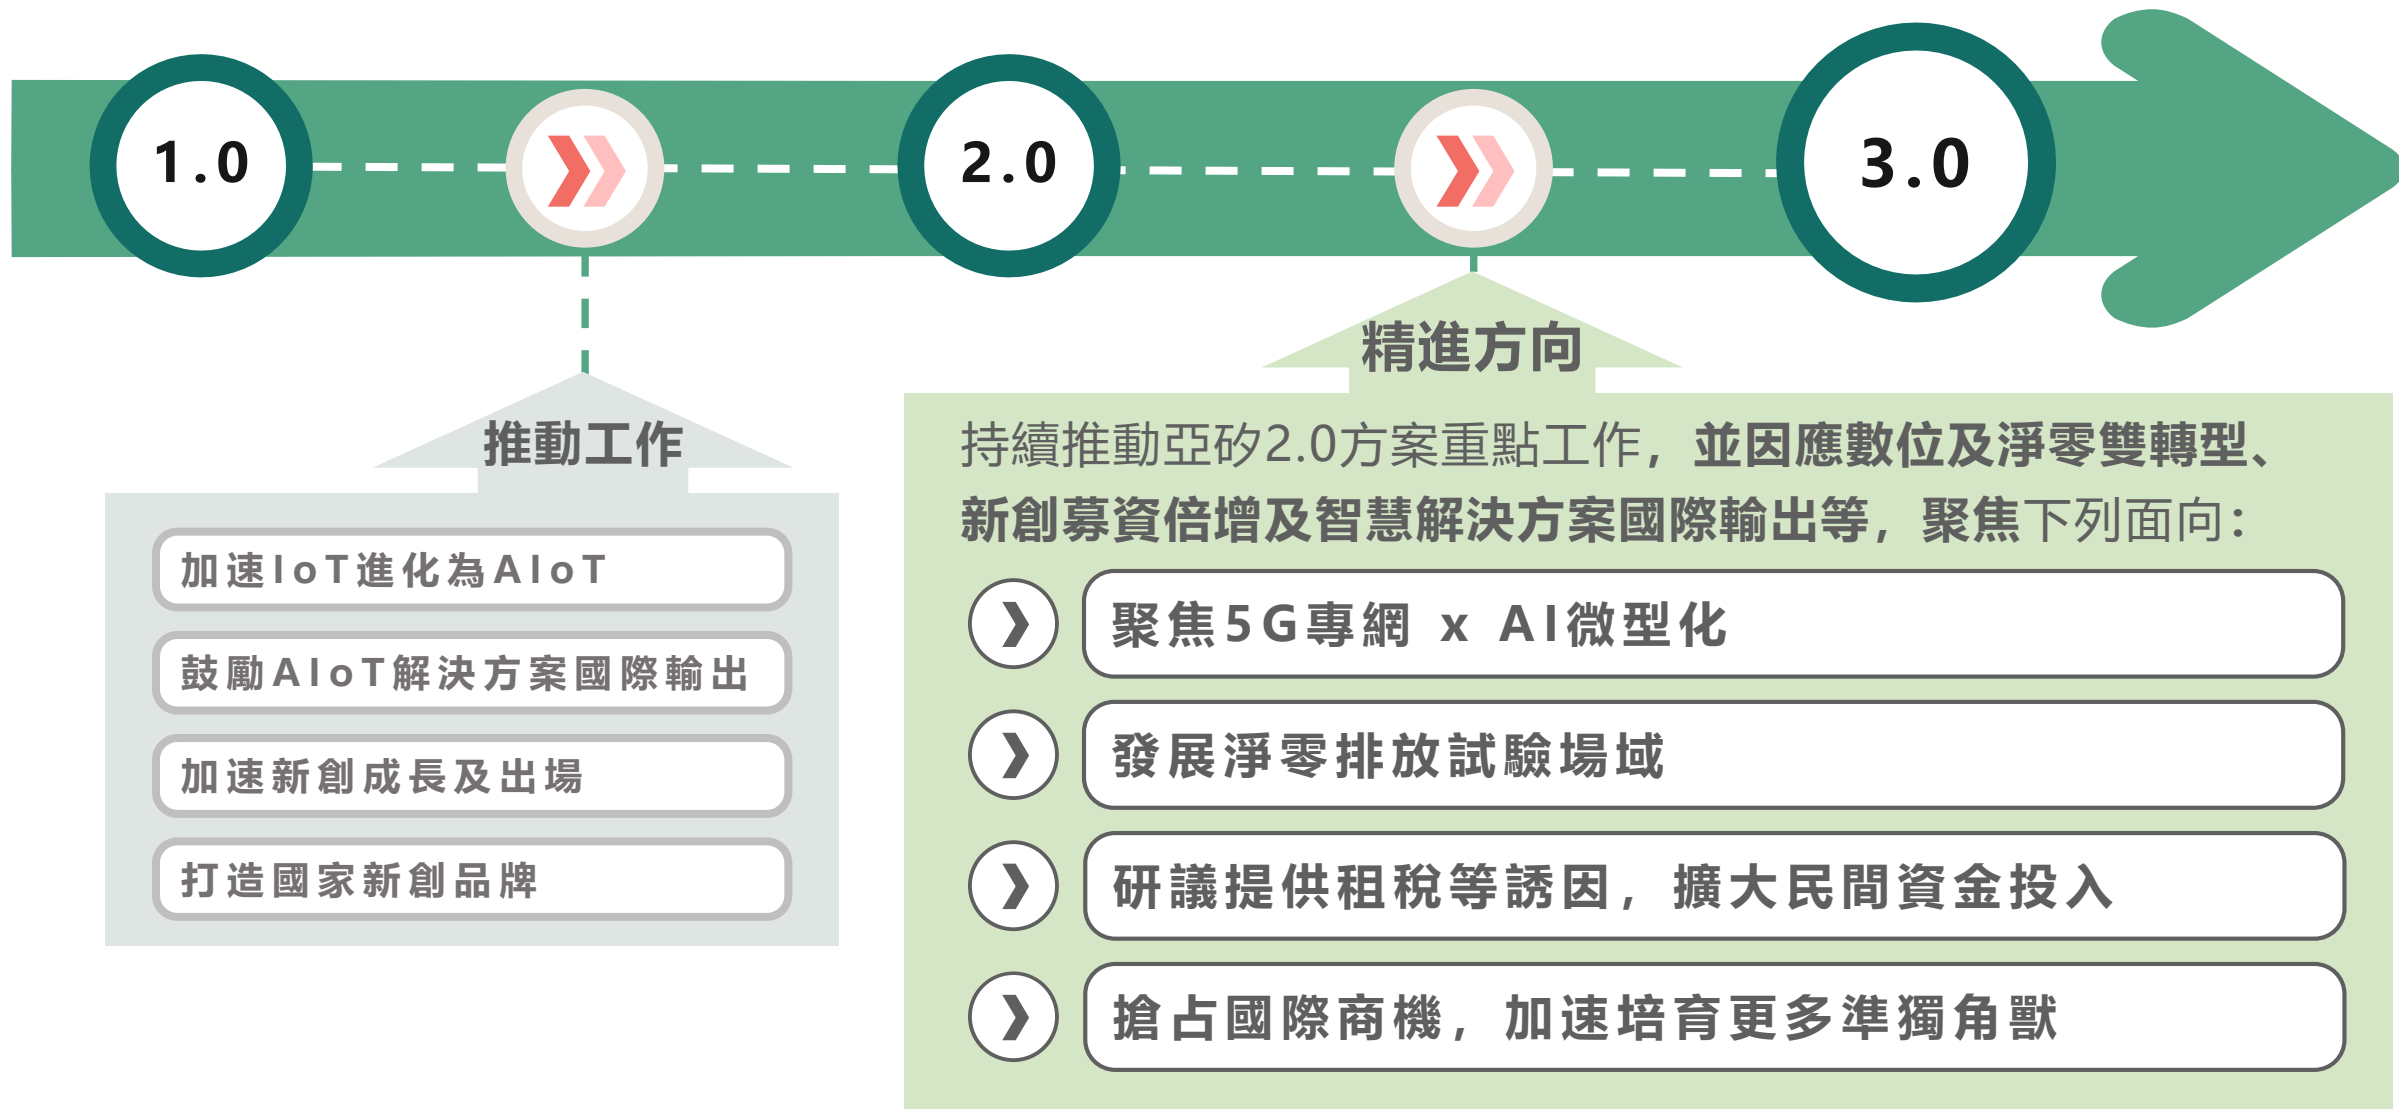 1.0
2.0
3.0
推動工作
加速IoT進化為AIoT
鼓勵AIoT解決方案國際輸出
加速新創成長及出場
打造國家新創品牌
精進方向
持續推動亞矽2.0方案重點工作，並因應數位及淨零雙轉型、
新創募資倍增及智慧解決方案國際輸出等，聚焦下列面向：
聚焦5G專網 x AI微型化
發展淨零排放試驗場域
研議提供租稅等誘因，擴大民間資金投入
搶占國際商機，加速培育更多準獨角獸